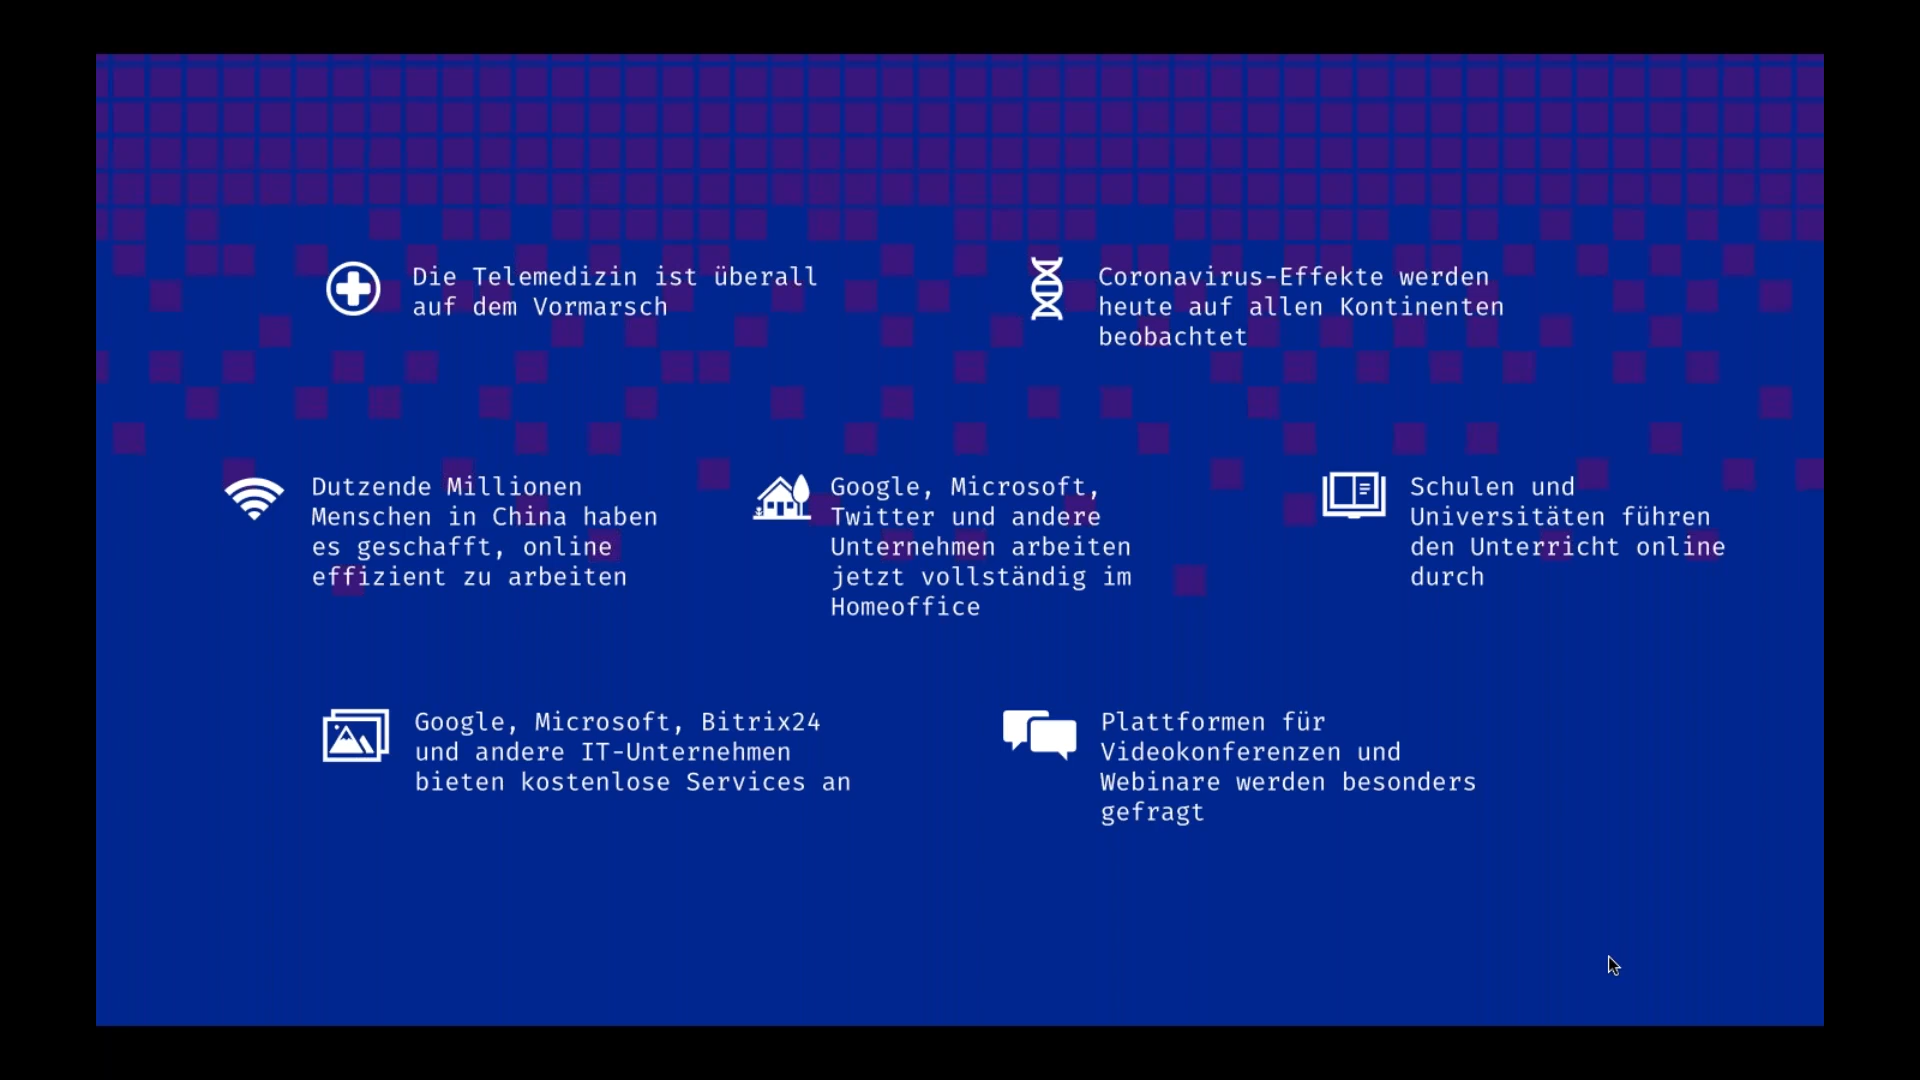 Die Telemedizin ist überall
auf dem Vormarsch
Coronavirus-Effekte werden
heute auf allen Kontinenten
beobachtet
Dutzende Millionen
Menschen in China haben
es geschafft, online
effizient zu arbeiten
Google, Microsoft,
Twitter und andere
Unternehmen arbeiten
jetzt vollständig im
Homeoffice
Schulen und
Universitäten führen
den Unterricht online
durch
Google, Microsoft, Bitrix24
und andere IT-Unternehmen
bieten kostenlose Services an
Plattformen für
Videokonferenzen und
Webinare werden besonders
gefragt